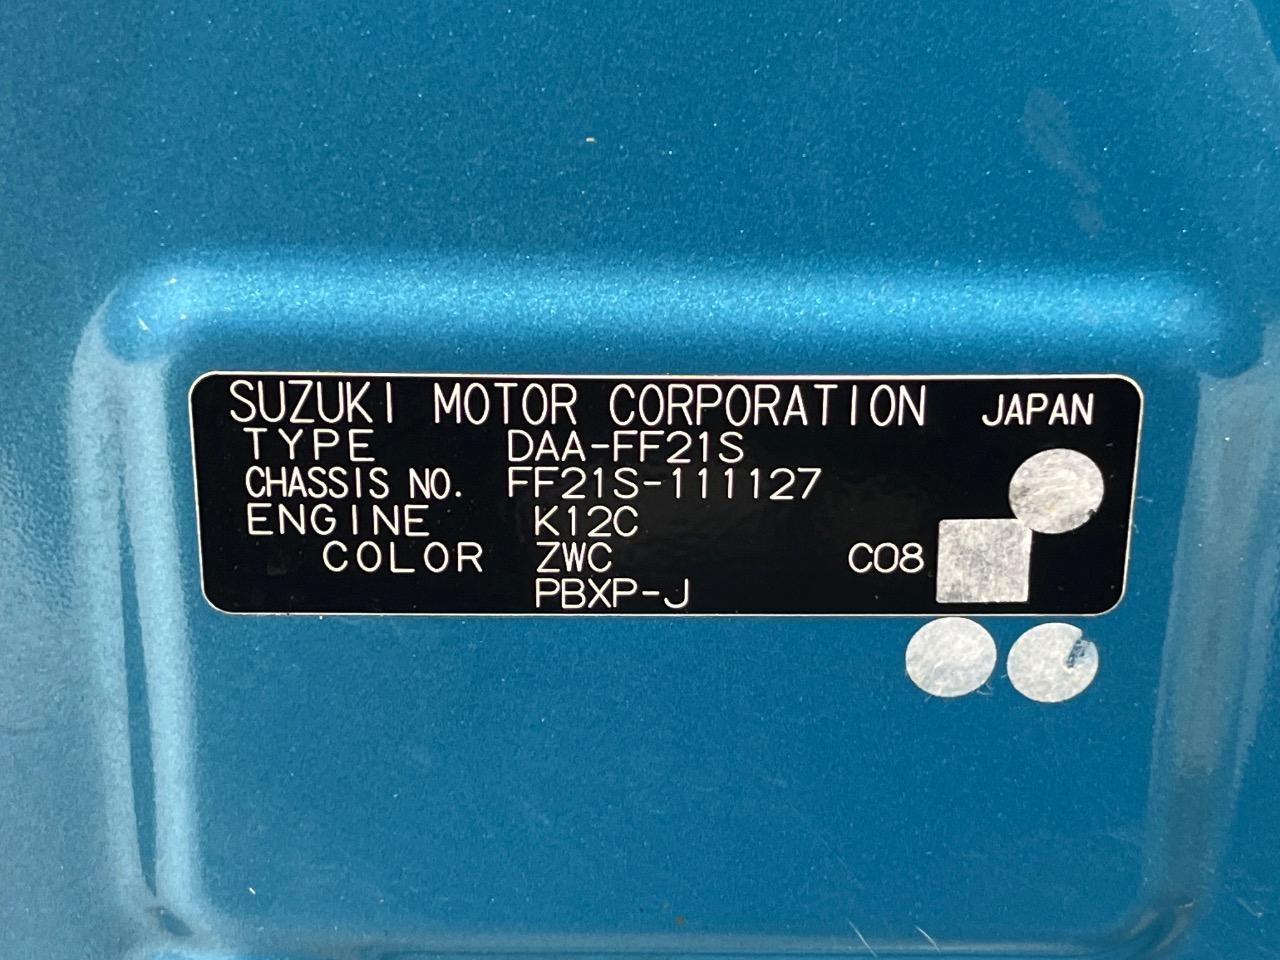 SUZUKI MOTOR CORPORATION JAPAN
TYPE DAA-FF21S
CHASSIS NO. FF21S-111127
ENGINE K12C
COLOR ZWC C08
PBXP-J